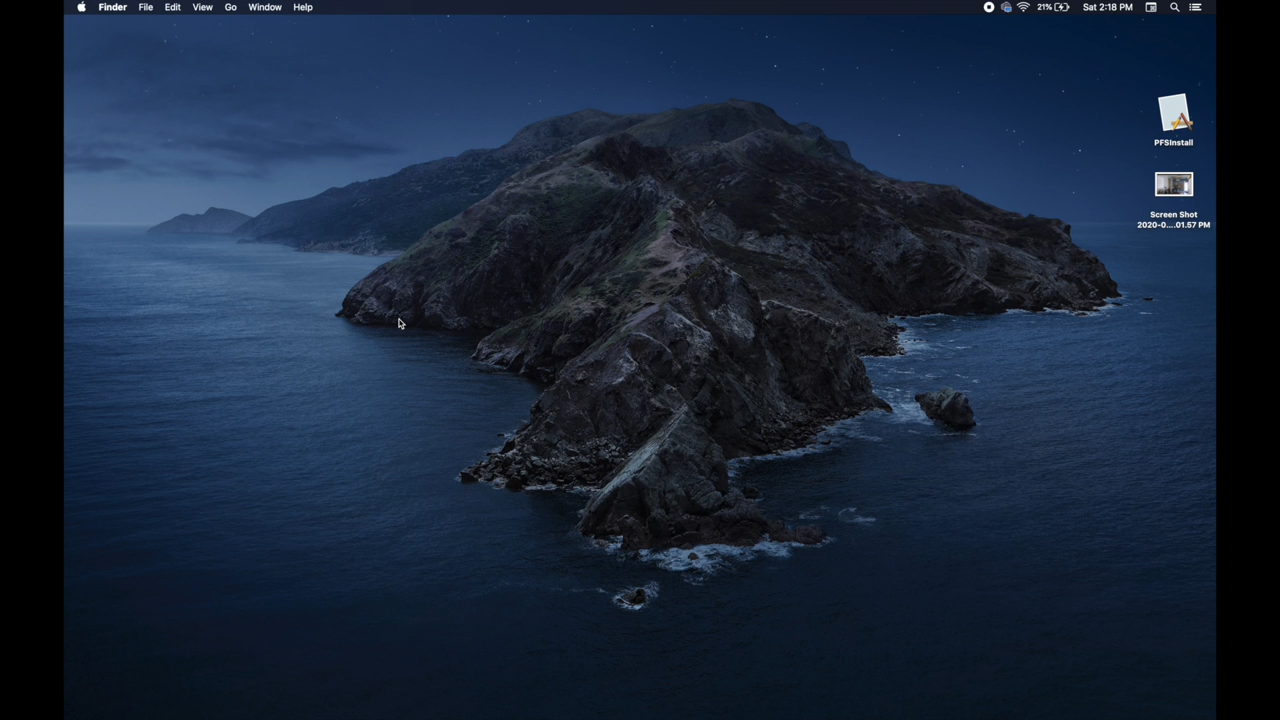 Finder File Edit View Go Window Help 21% Sat 2:18 PM
PFSInstall
Screen Shot
2020-0....01.57 PM